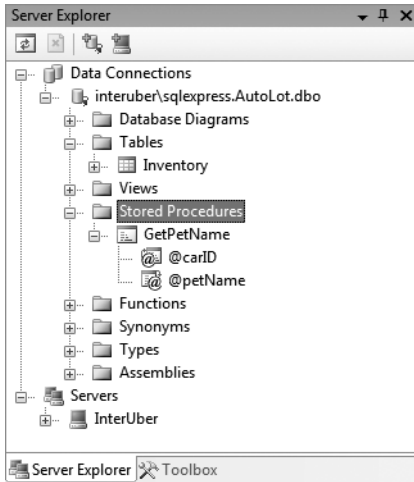 Server Explorer
Data Connections
interuber\sqlexpress.AutoLot.dbo
Database Diagrams
Tables
Inventory
Views
Stored Procedures
GetPetName
@carID
@petName
Functions
Synonyms
Types
Assemblies
Servers
InterUber
Server Explorer Toolbox